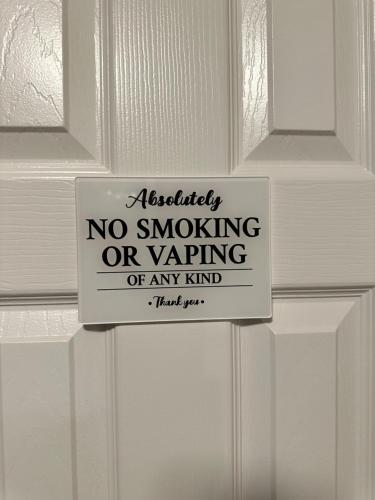 Absolutely
NO SMOKING
OR VAPING
OF ANY KIND
• Thank you •